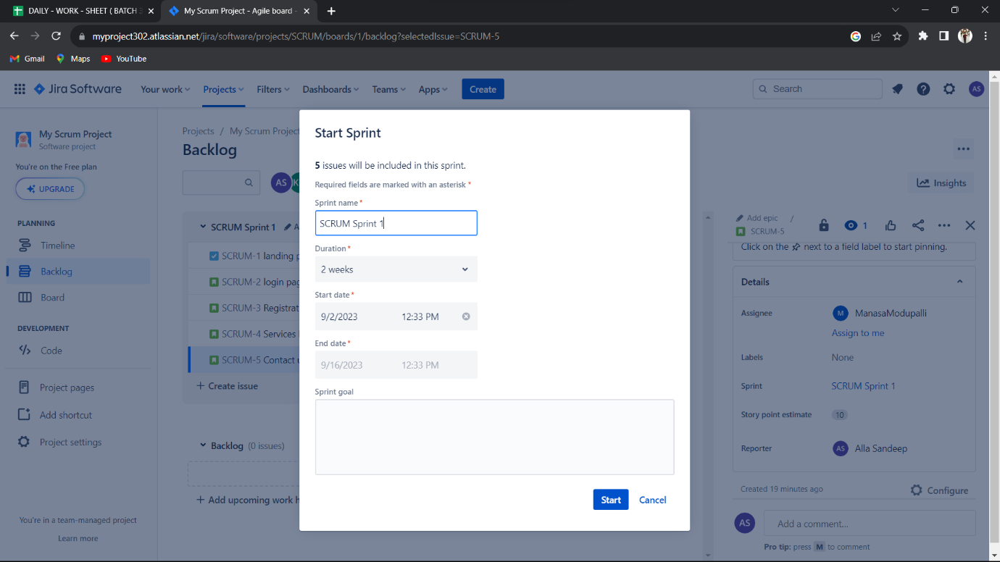 DAILY - WORK - SHEET ( BATCH 3
My Scrum Project - Agile board -
myproject302.atlassian.net/jira/software/projects/SCRUM/boards/1/backlog?selectedIssue=SCRUM-5
Gmail Maps YouTube
Jira Software Your work Projects Filters Dashboards Teams Apps Create Search AS
My Scrum Project
Software project
You're on the Free plan
UPGRADE
PLANNING
Timeline
Backlog
Board
DEVELOPMENT
Code
Project pages
Add shortcut
Project settings
You're in a team-managed project
Learn more
Projects / My Scrum Project
Backlog
AS K
Insights
SCRUM Sprint 1 A
SCRUM-1 landing p
SCRUM-2 login pag
SCRUM-3 Registrat
SCRUM-4 Services
SCRUM-5 Contact u
+ Create issue
Backlog (0 issues)
+ Add upcoming work h
Start Sprint
5 issues will be included in this sprint.
Required fields are marked with an asterisk *
Sprint name *
SCRUM Sprint 1
Duration *
2 weeks
Start date *
9/2/2023 12:33 PM
End date *
9/16/2023 12:33 PM
Sprint goal
Start Cancel
Add epic /
SCRUM-5
1
Click on the next to a field label to start pinning.
Details
Assignee M ManasaModupalli
Assign to me
Labels None
Sprint SCRUM Sprint 1
Story point estimate 10
Reporter AS Alla Sandeep
Created 19 minutes ago Configure
AS Add a comment...
Pro tip: press M to comment